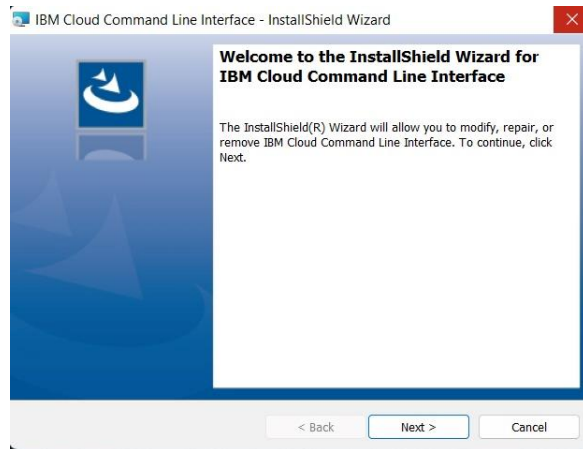 IBM Cloud Command Line Interface - InstallShield Wizard
Welcome to the InstallShield Wizard for
IBM Cloud Command Line Interface
The InstallShield(R) Wizard will allow you to modify, repair, or
remove IBM Cloud Command Line Interface. To continue, click
Next.
< Back Next > Cancel